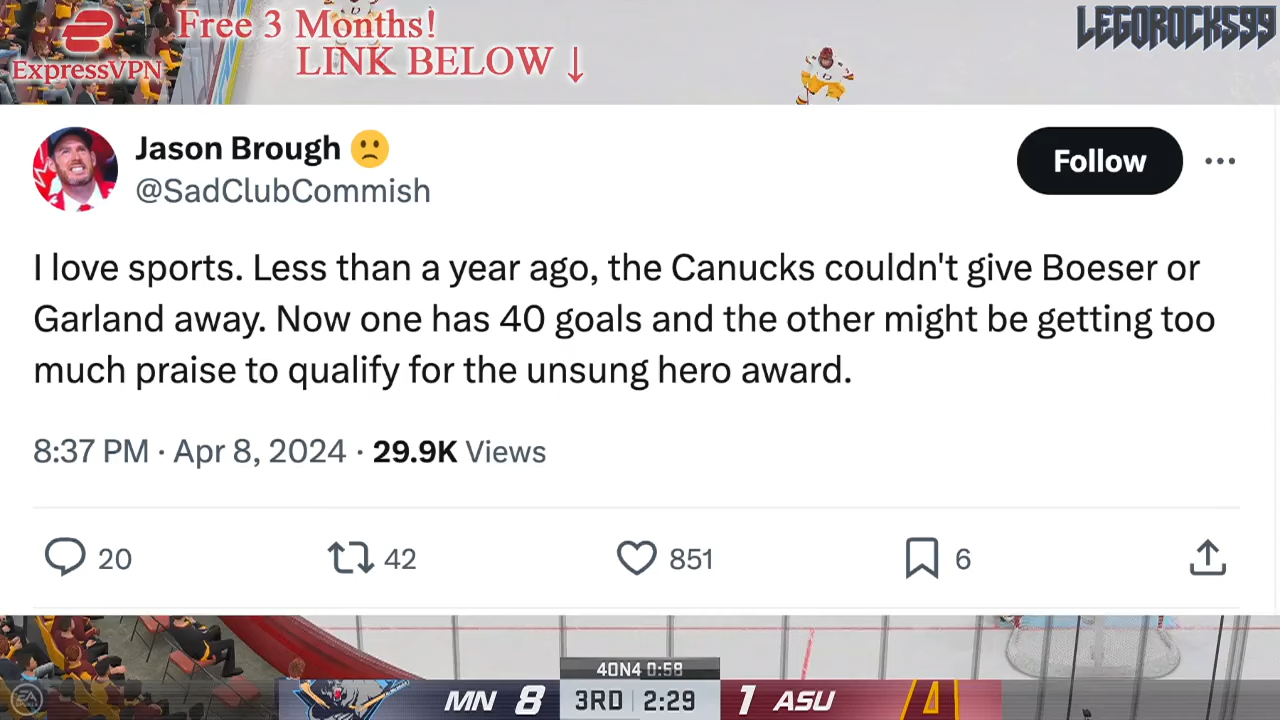 Free 3 Months!
LINK BELOW ↓
ExpressVPN
LEGOROCKS99
Jason Brough 🙁
@SadClubCommish
Follow
I love sports. Less than a year ago, the Canucks couldn't give Boeser or
Garland away. Now one has 40 goals and the other might be getting too
much praise to qualify for the unsung hero award.
8:37 PM · Apr 8, 2024 · 29.9K Views
20 42 851 6
4ON4 0:58
MN 8 3RD 2:29 1 ASU
EA